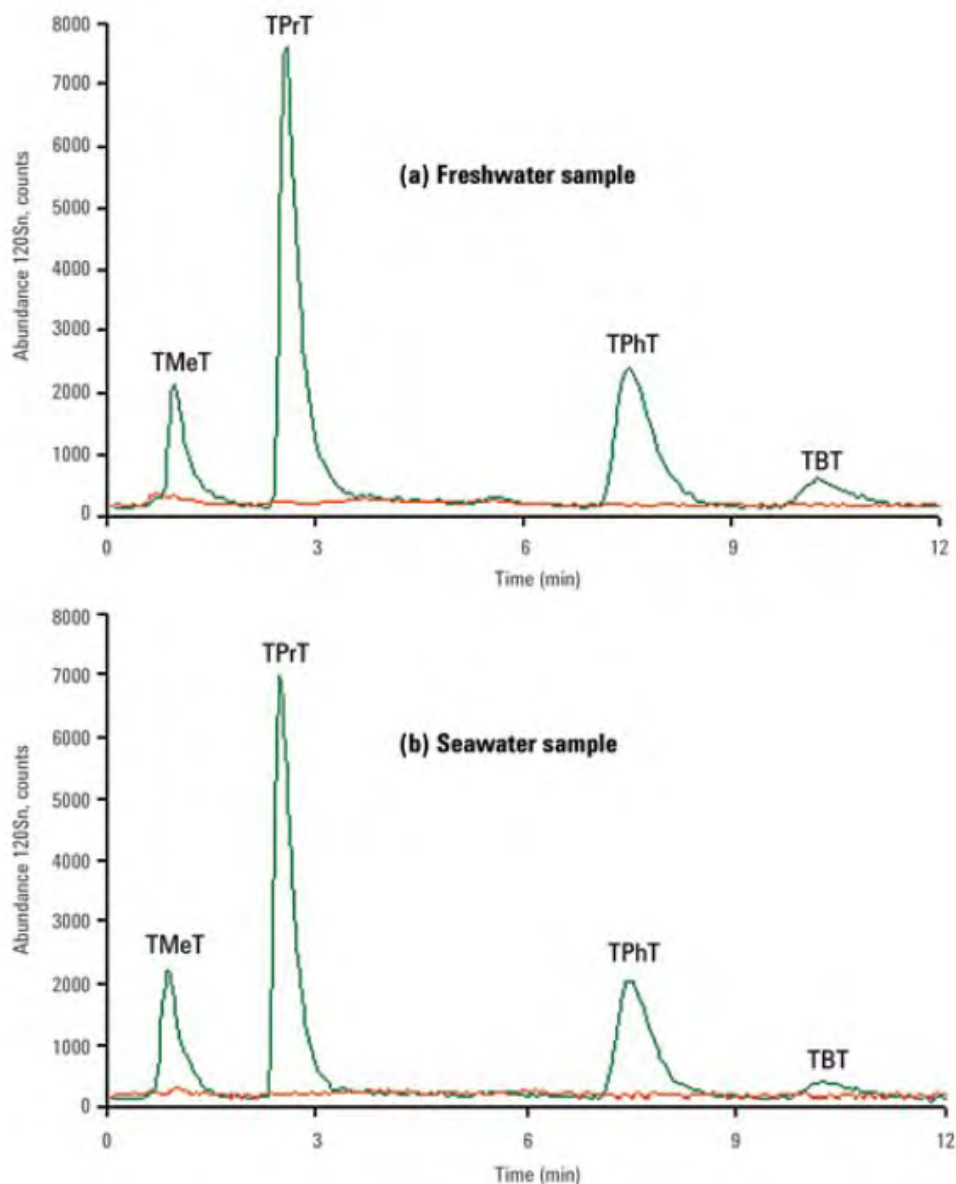 8000
7000
6000
5000
4000
3000
2000
1000
0
Abundance 120Sn, counts
TPrT
(a) Freshwater sample
TMeT
TPhT
TBT
0 3 6 9 12
Time (min)
8000
7000
6000
5000
4000
3000
2000
1000
0
Abundance 120Sn, counts
TPrT
(b) Seawater sample
TMeT
TPhT
TBT
0 3 6 9 12
Time (min)